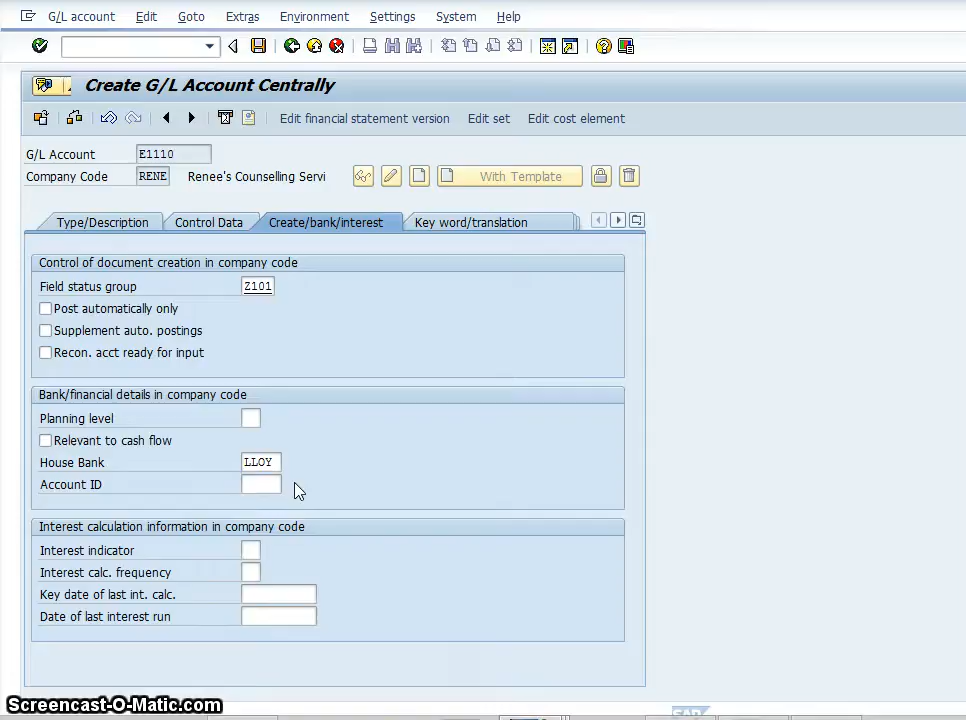 G/L account Edit Goto Extras Environment Settings System Help
Create G/L Account Centrally
Edit financial statement version Edit set Edit cost element
G/L Account E1110
Company Code RENE Renee's Counselling Servi With Template
Type/Description Control Data Create/bank/interest Key word/translation
Control of document creation in company code
Field status group Z101
Post automatically only
Supplement auto. postings
Recon. acct ready for input
Bank/financial details in company code
Planning level
Relevant to cash flow
House Bank LLOY
Account ID
Interest calculation information in company code
Interest indicator
Interest calc. frequency
Key date of last int. calc.
Date of last interest run
Screencast-O-Matic.com
SAP